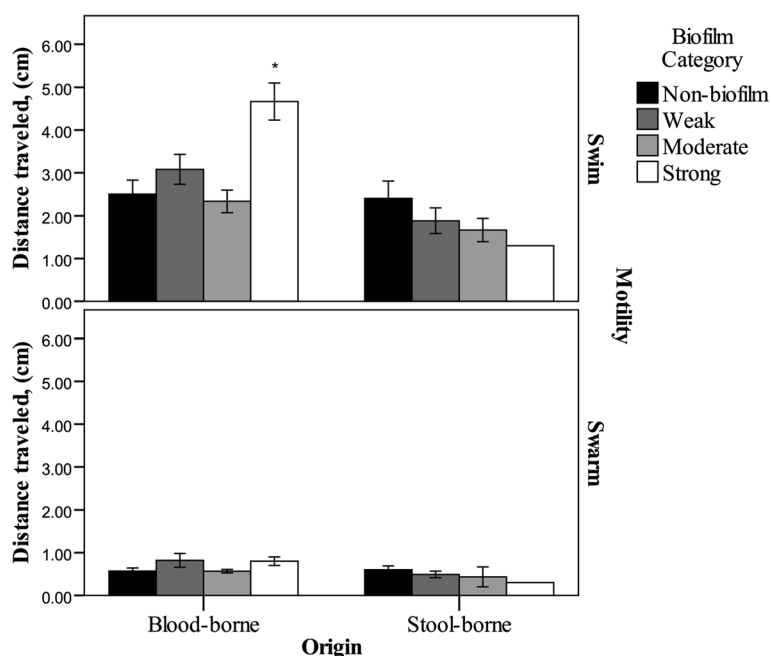 Distance traveled, (cm)
6.00
5.00
4.00
3.00
2.00
1.00
0.00
*
Swim
Distance traveled, (cm)
6.00
5.00
4.00
3.00
2.00
1.00
0.00
Swarm
Motility
Blood-borne
Stool-borne
Origin
Biofilm
Category
Non-biofilm
Weak
Moderate
Strong